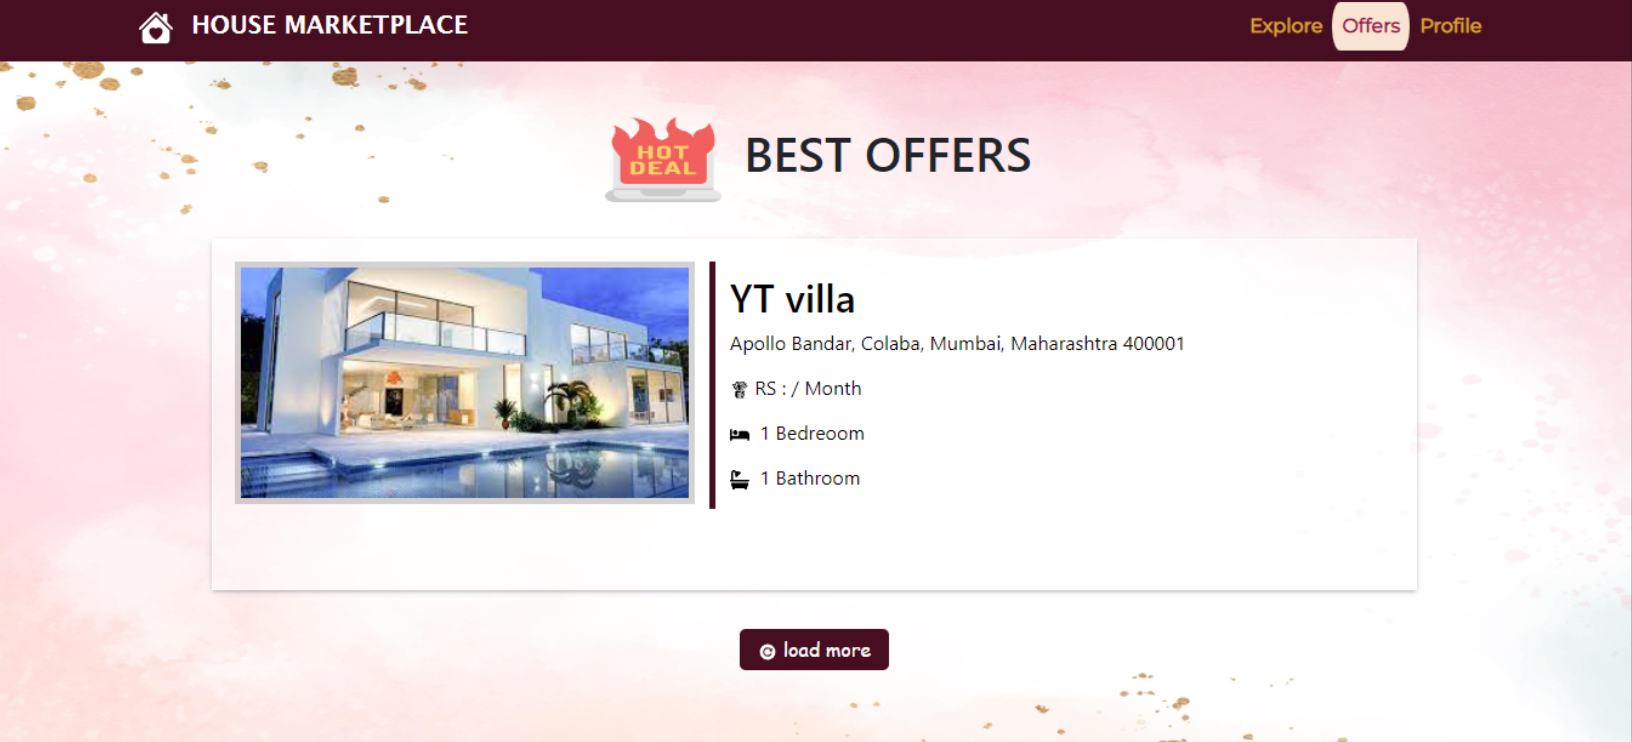 HOUSE MARKETPLACE
Explore Offers Profile
HOT DEAL
BEST OFFERS
YT villa
Apollo Bandar, Colaba, Mumbai, Maharashtra 400001
RS : / Month
1 Bedreoom
1 Bathroom
load more